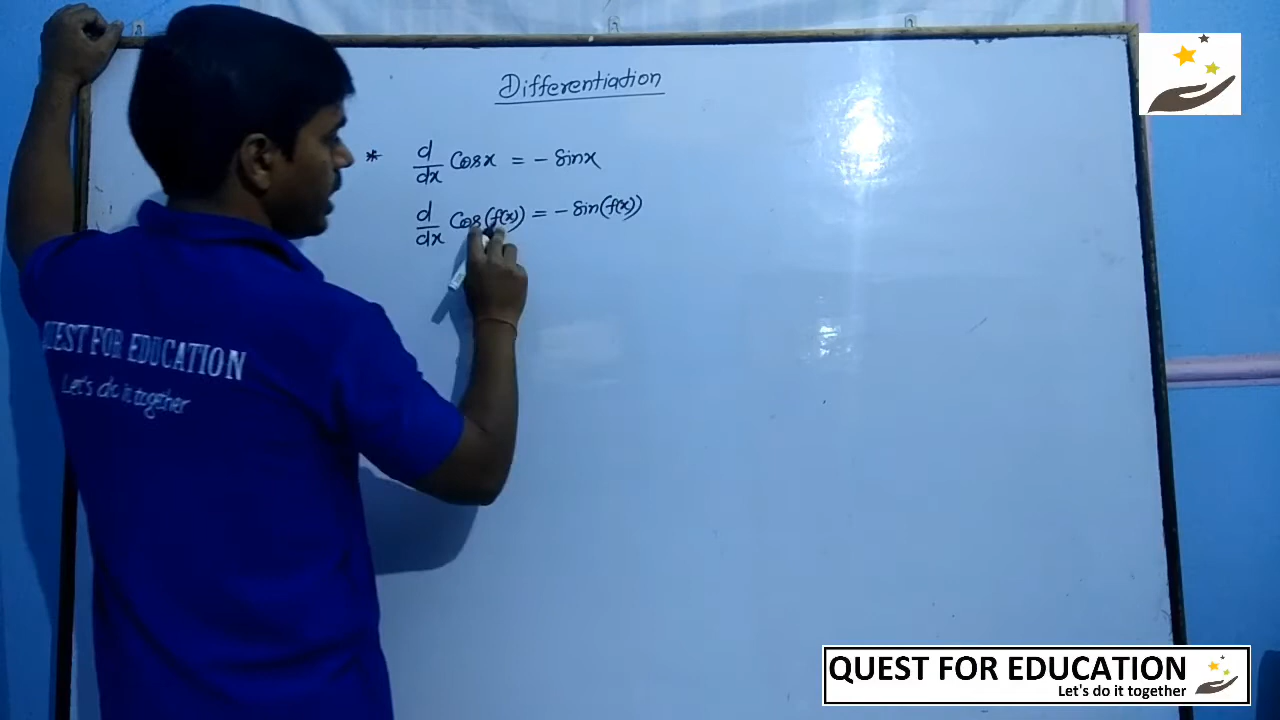 Differentiation
* d/dx Cosx = - Sinx
d/dx Cos(f(x)) = - Sin(f(x))
QUEST FOR EDUCATION
Let's do it together
QUEST FOR EDUCATION
Let's do it together